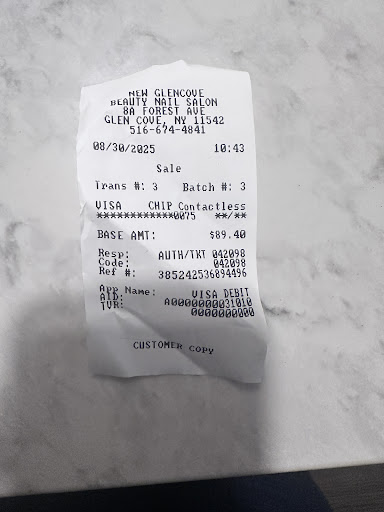 NEW GLENCOVE
BEAUTY NAIL SALON
8A FOREST AVE
GLEN COVE, NY 11542
516-674-4841
08/30/2025 10:43
Sale
Trans #: 3 Batch #: 3
VISA CHIP Contactless
************0075 **/**
BASE AMT: $89.40
Resp: AUTH/TKT 042098
Code: 042098
Ref #: 385242536894496
App Name: VISA DEBIT
AID: A0000000031010
TVR: 0000000000
CUSTOMER COPY